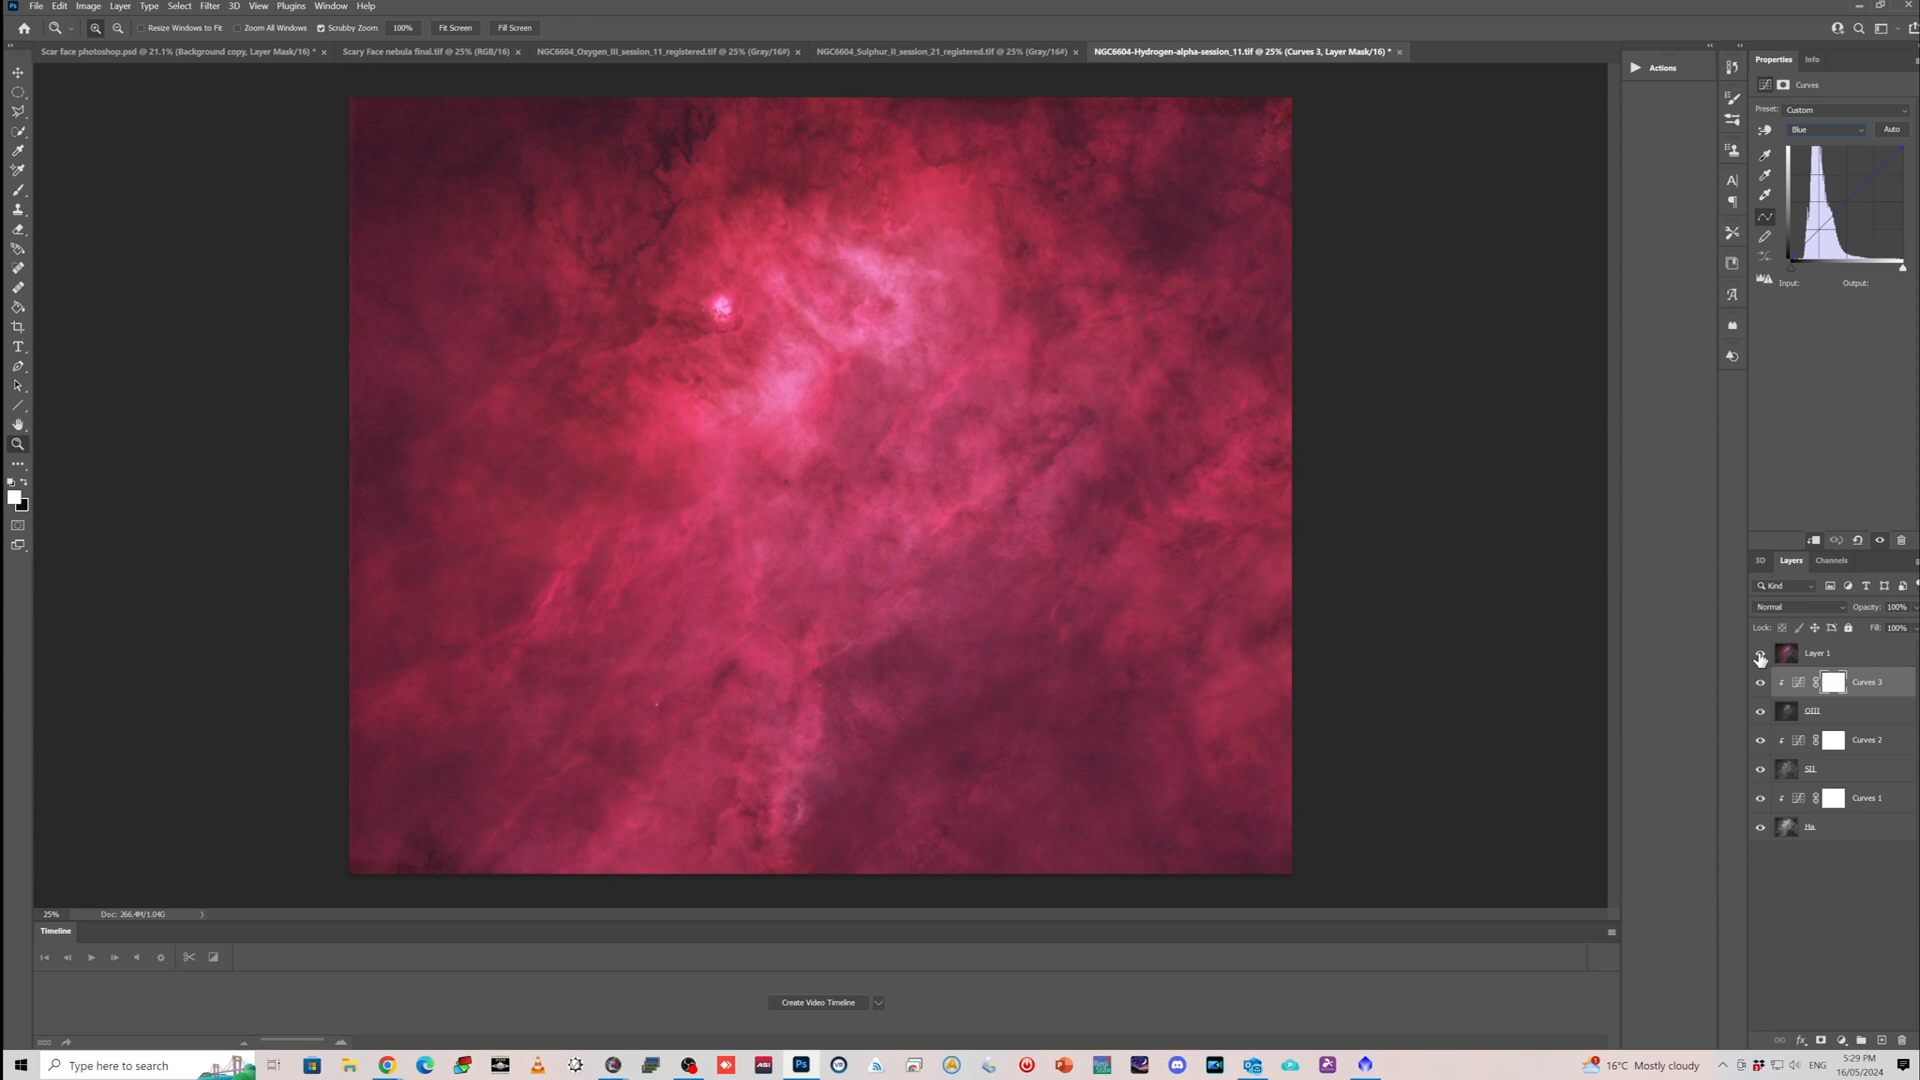 File Edit Image Layer Type Select Filter 3D View Plugins Window Help
Resize Windows to Fit Zoom All Windows Scrubby Zoom 100% Fit Screen Fill Screen
Scar face photoshop.psd @ 21.1% (Background copy, Layer Mask/16) * × Scary Face nebula final.tif @ 25% (RGB/16) × NGC6604_Oxygen_III_session_11_registered.tif @ 25% (Gray/16#) × NGC6604_Sulphur_II_session_21_registered.tif @ 25% (Gray/16#) × NGC6604-Hydrogen-alpha-session_11.tif @ 25% (Curves 3, Layer Mask/16) * ×
Actions
Properties Info
Curves
Preset: Custom
Blue Auto
Input: Output:
3D Layers Channels
Kind
Normal Opacity: 100%
Lock: Fill: 100%
Layer 1
Curves 3
OIII
Curves 2
SII
Curves 1
Ha
25% Doc: 266.4M/1.04G
Timeline
Create Video Timeline
Type here to search
16°C Mostly cloudy
ENG
5:29 PM
16/05/2024